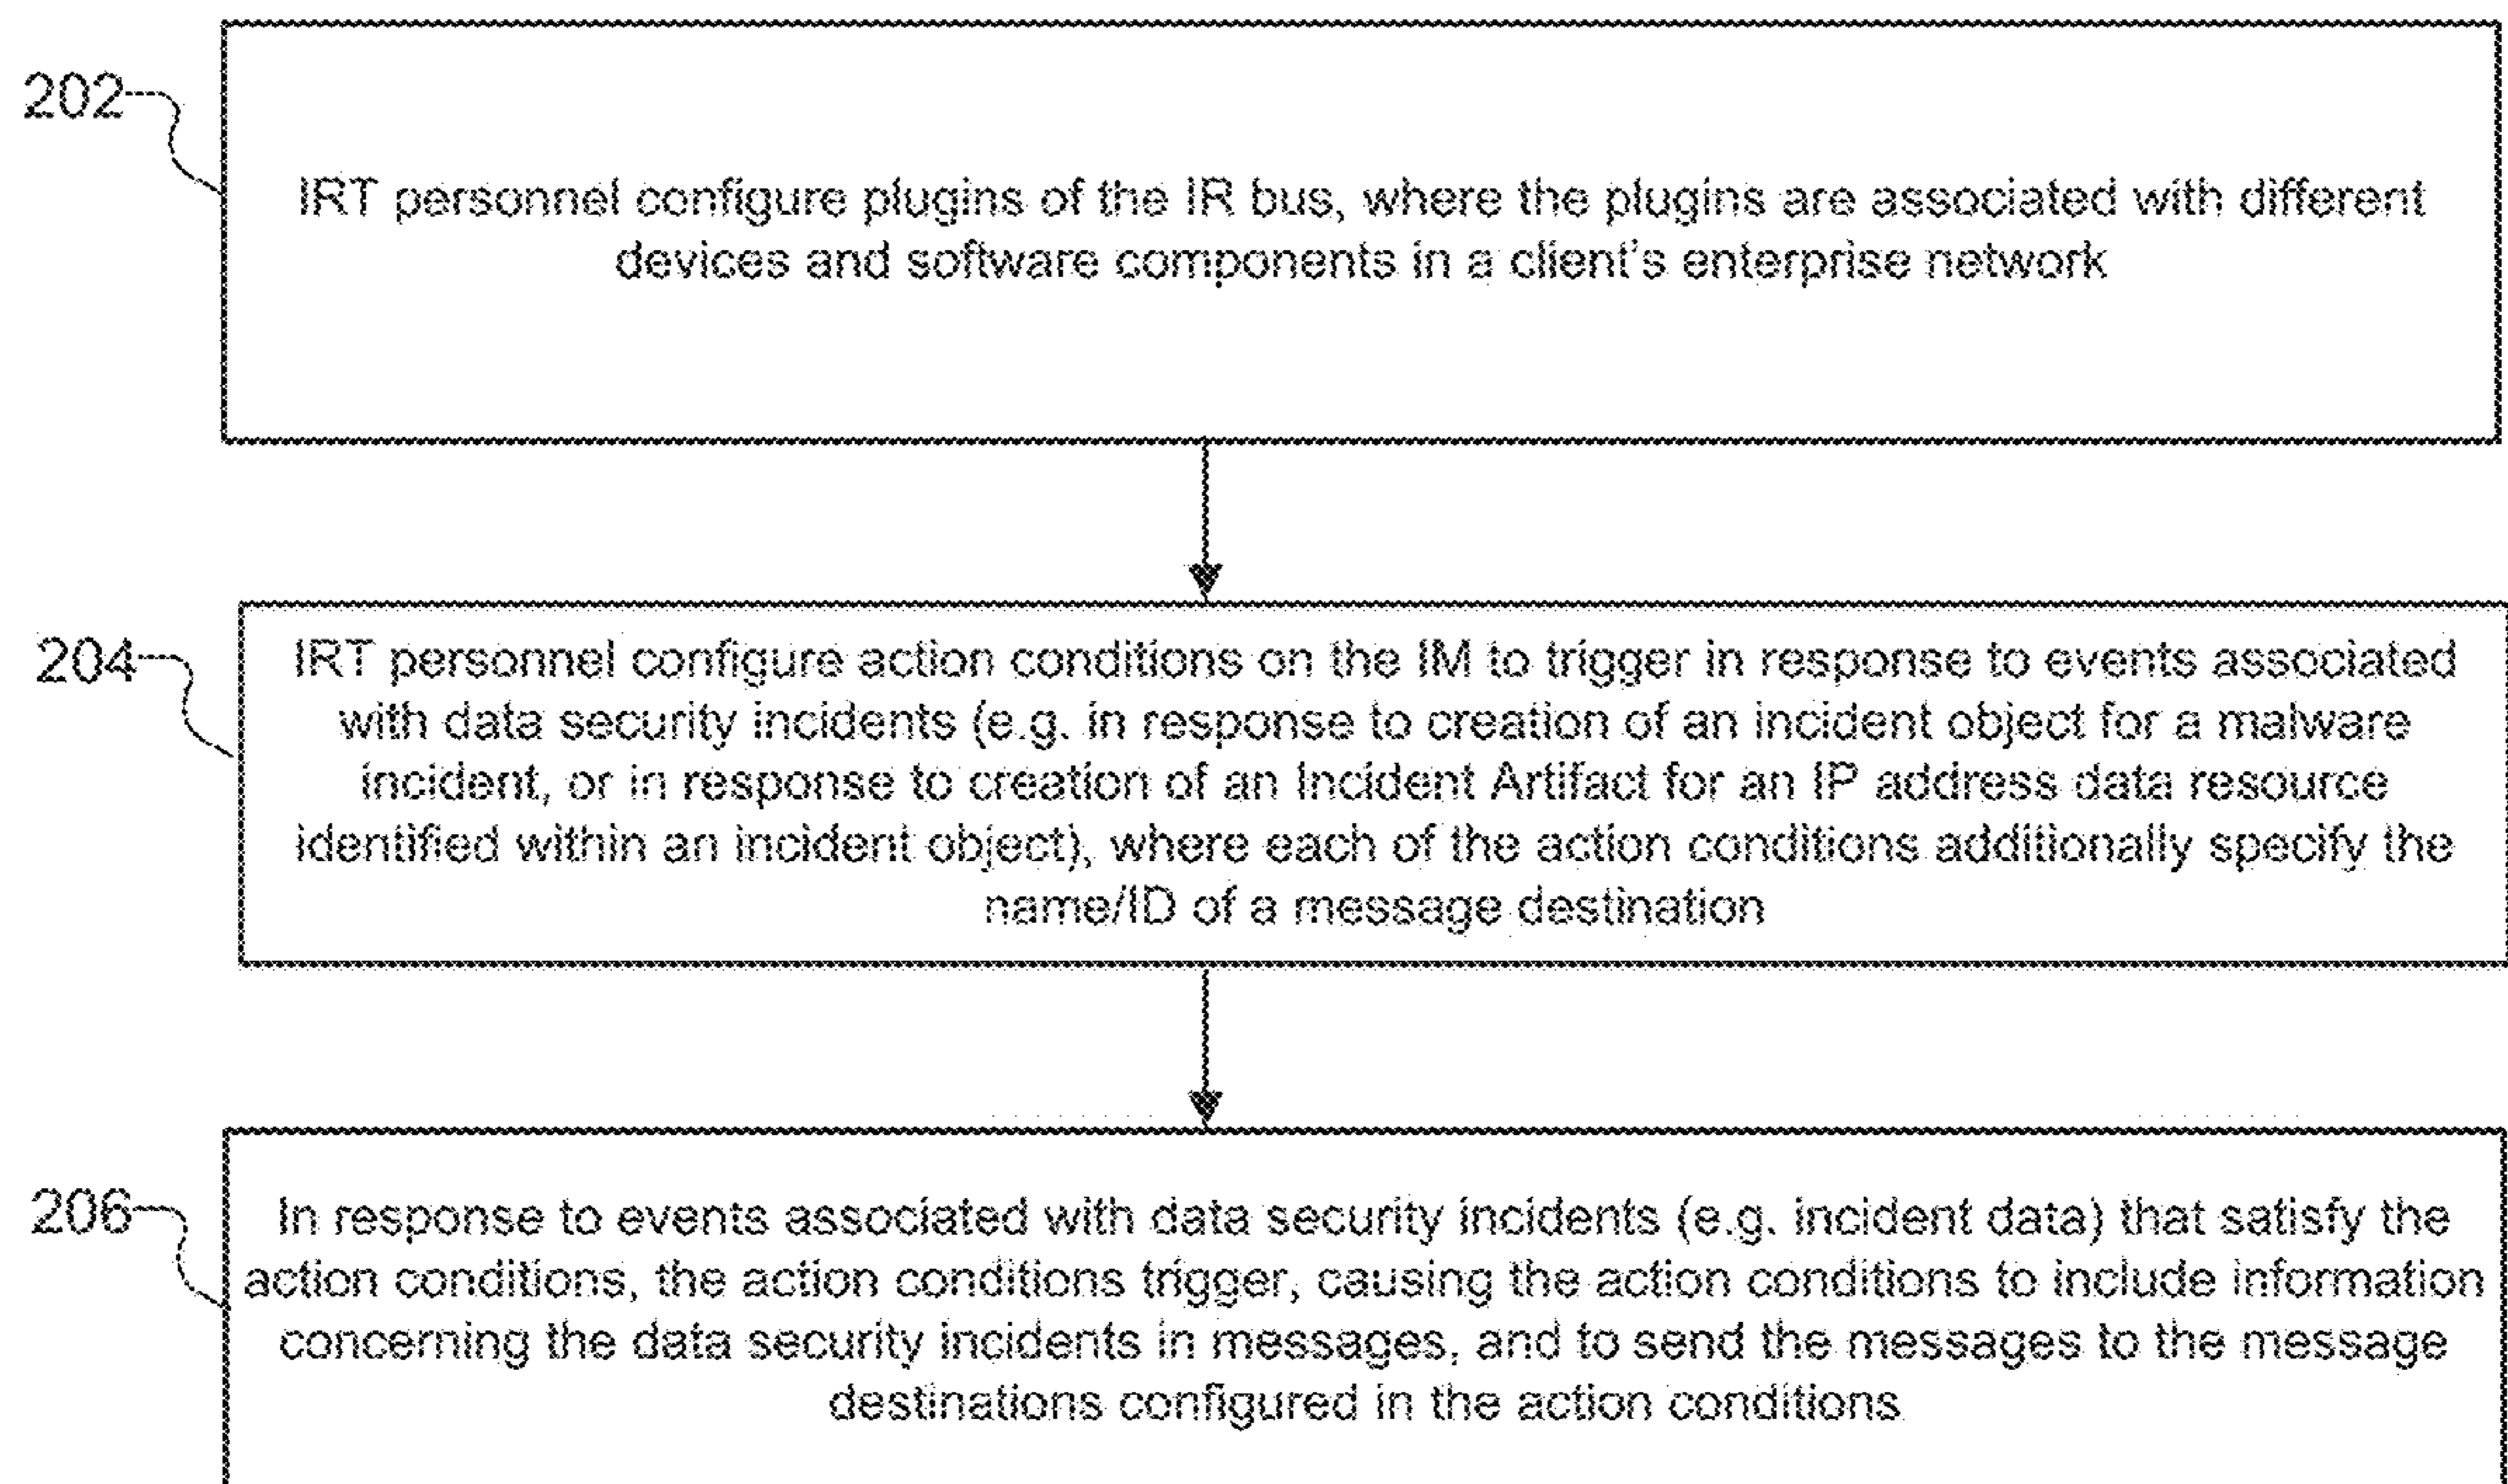 202
IRT personnel configure plugins of the IR bus, where the plugins are associated with different
devices and software components in a client's enterprise network
204
IRT personnel configure action conditions on the IM to trigger in response to events associated
with data security incidents (e.g. in response to creation of an incident object for a malware
incident, or in response to creation of an Incident Artifact for an IP address data resource
identified within an incident object), where each of the action conditions additionally specify the
name/ID of a message destination
206
In response to events associated with data security incidents (e.g. incident data) that satisfy the
action conditions, the action conditions trigger, causing the action conditions to include information
concerning the data security incidents in messages, and to send the messages to the message
destinations configured in the action conditions